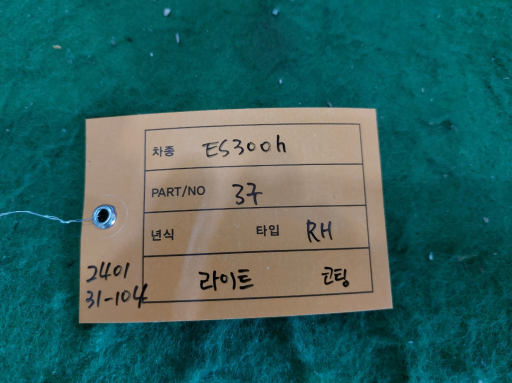 차종 ES300h
PART/NO 37
년식 타입 RH
라이트 코팅
2401
31-104